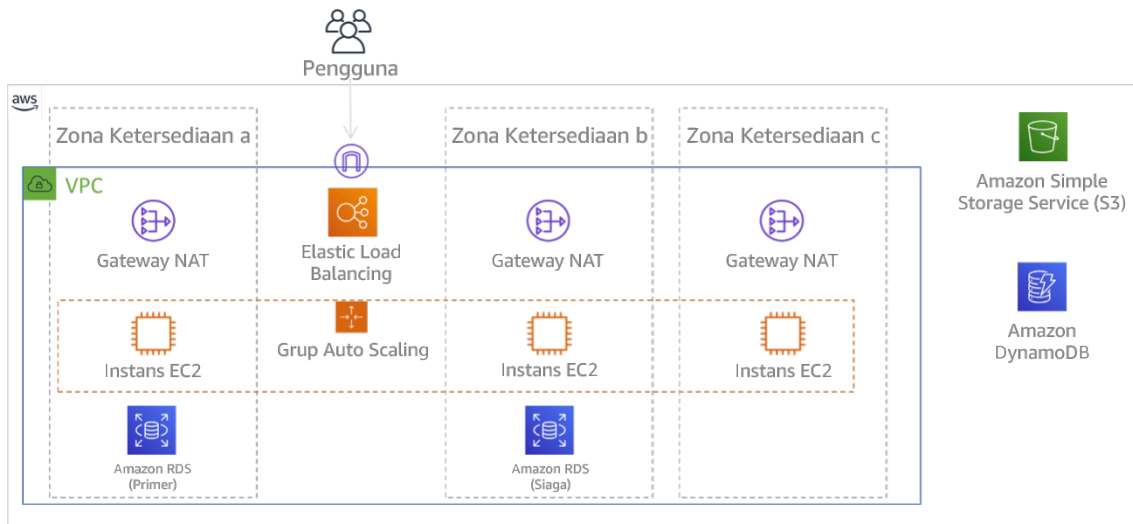 Pengguna
aws
Zona Ketersediaan a
Zona Ketersediaan b
Zona Ketersediaan c
VPC
Gateway NAT
Elastic Load
Balancing
Gateway NAT
Gateway NAT
Amazon Simple
Storage Service (S3)
Grup Auto Scaling
Instans EC2
Instans EC2
Instans EC2
Amazon
DynamoDB
Amazon RDS
(Primer)
Amazon RDS
(Siaga)